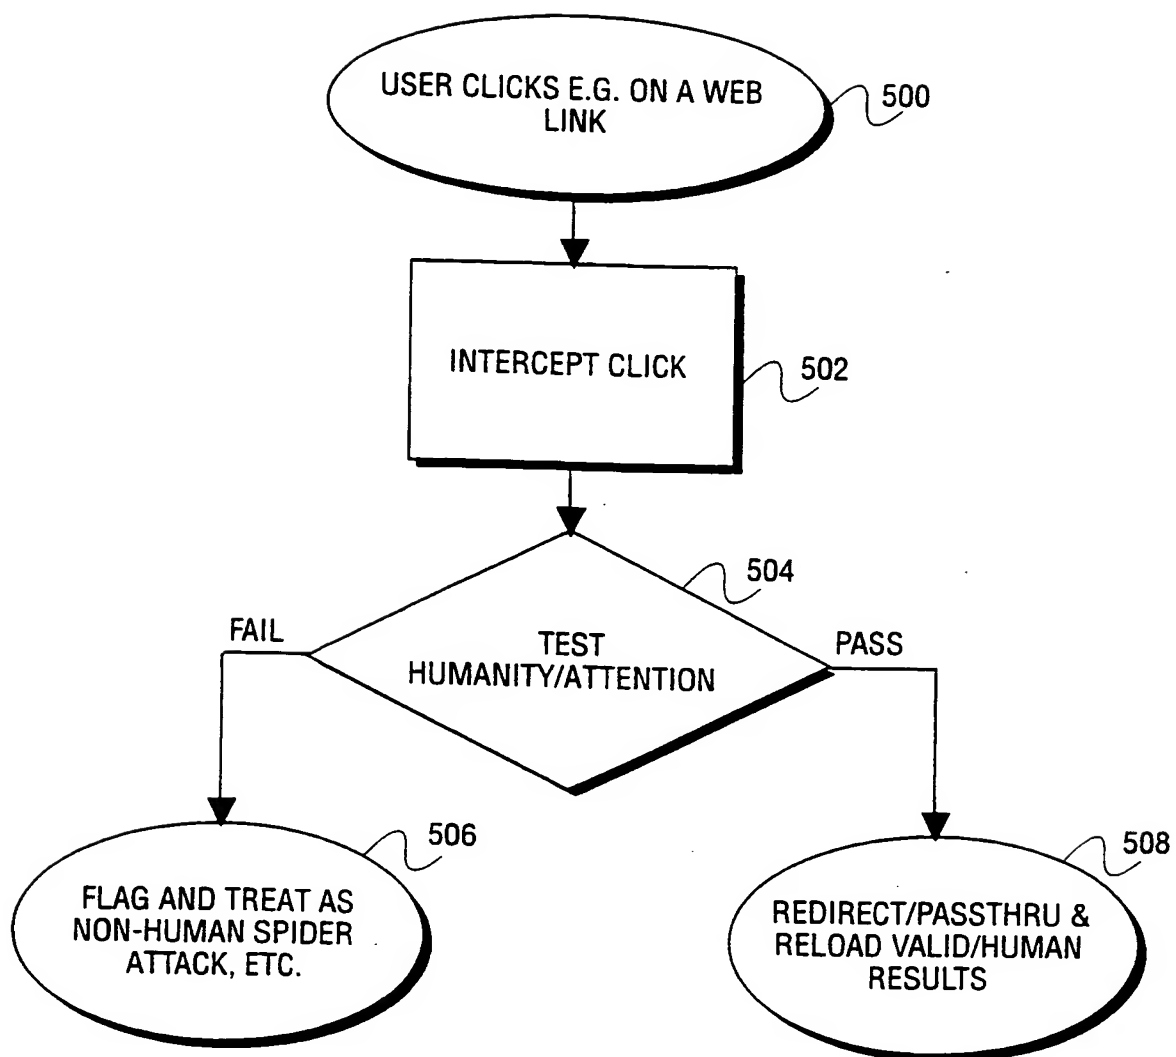 USER CLICKS E.G. ON A WEB
LINK
500
INTERCEPT CLICK
502
504
FAIL
TEST
HUMANITY/ATTENTION
PASS
506
FLAG AND TREAT AS
NON-HUMAN SPIDER
ATTACK, ETC.
508
REDIRECT/PASSTHRU &
RELOAD VALID/HUMAN
RESULTS